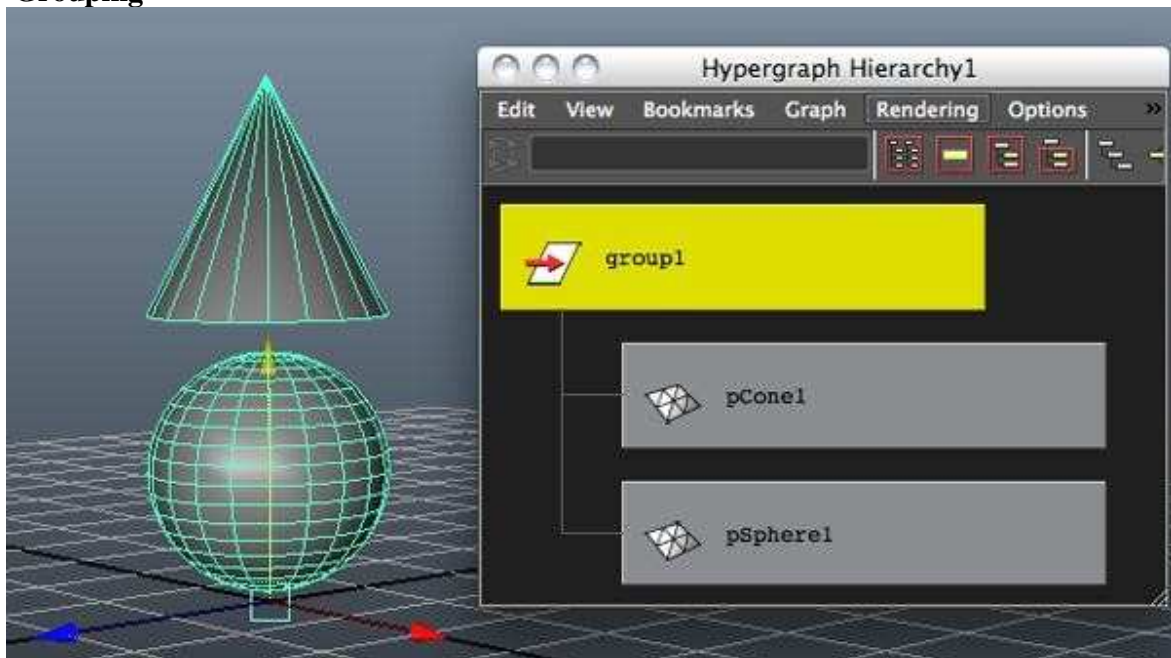 Grouping
Hypergraph Hierarchy1
Edit View Bookmarks Graph Rendering Options »
group1
pCone1
pSphere1